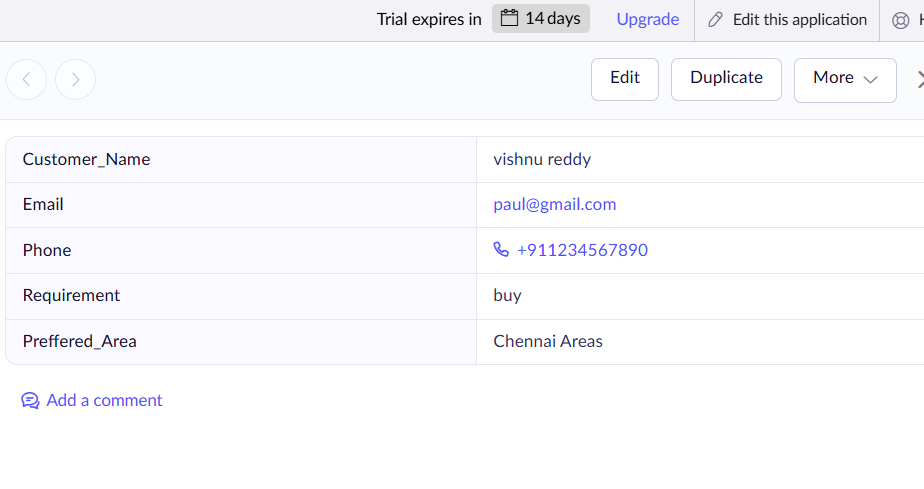 Trial expires in 14 days Upgrade Edit this application
Edit Duplicate More
Customer_Name vishnu reddy
Email paul@gmail.com
Phone +911234567890
Requirement buy
Preffered_Area Chennai Areas
Add a comment